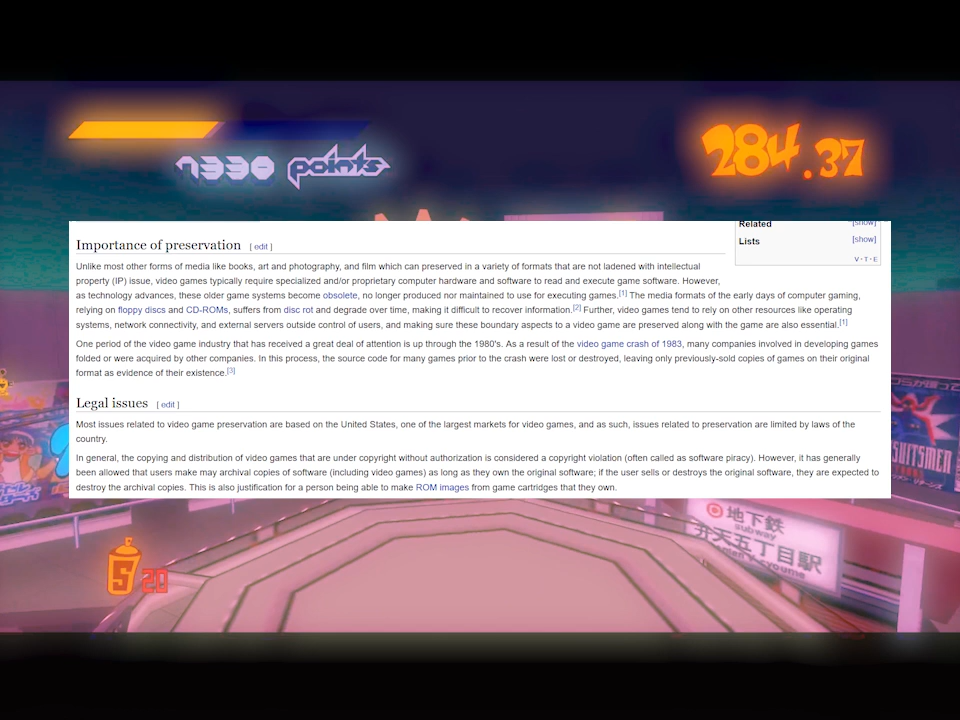 7330 points
284.37
Related [show]
Lists [show]
V · T · E
Importance of preservation [ edit ]
Unlike most other forms of media like books, art and photography, and film which can preserved in a variety of formats that are not ladened with intellectual
property (IP) issue, video games typically require specialized and/or proprietary computer hardware and software to read and execute game software. However,
as technology advances, these older game systems become obsolete, no longer produced nor maintained to use for executing games.[1] The media formats of the early days of computer gaming,
relying on floppy discs and CD-ROMs, suffers from disc rot and degrade over time, making it difficult to recover information.[2] Further, video games tend to rely on other resources like operating
systems, network connectivity, and external servers outside control of users, and making sure these boundary aspects to a video game are preserved along with the game are also essential.[1]
One period of the video game industry that has received a great deal of attention is up through the 1980's. As a result of the video game crash of 1983, many companies involved in developing games
folded or were acquired by other companies. In this process, the source code for many games prior to the crash were lost or destroyed, leaving only previously-sold copies of games on their original
format as evidence of their existence.[3]
Legal issues [ edit ]
Most issues related to video game preservation are based on the United States, one of the largest markets for video games, and as such, issues related to preservation are limited by laws of the
country.
In general, the copying and distribution of video games that are under copyright without authorization is considered a copyright violation (often called as software piracy). However, it has generally
been allowed that users make may archival copies of software (including video games) as long as they own the original software; if the user sells or destroys the original software, they are expected to
destroy the archival copies. This is also justification for a person being able to make ROM images from game cartridges that they own.
地下鉄
subway
弁天五丁目駅
S 20